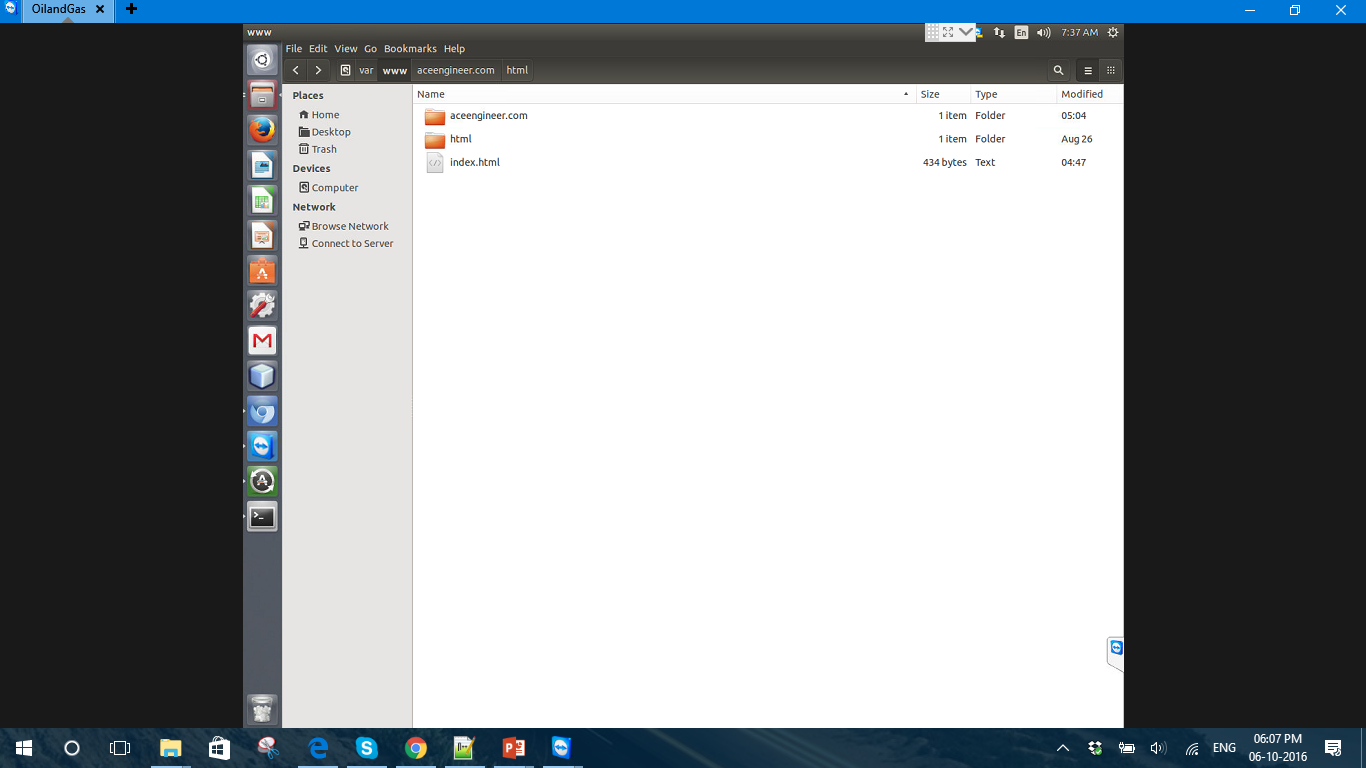 OilandGas
www
En
7:37 AM
File Edit View Go Bookmarks Help
var www aceengineer.com html
Places
Home
Desktop
Trash
Devices
Computer
Network
Browse Network
Connect to Server
Name Size Type Modified
aceengineer.com 1 item Folder 05:04
html 1 item Folder Aug 26
index.html 434 bytes Text 04:47
ENG
06:07 PM
06-10-2016